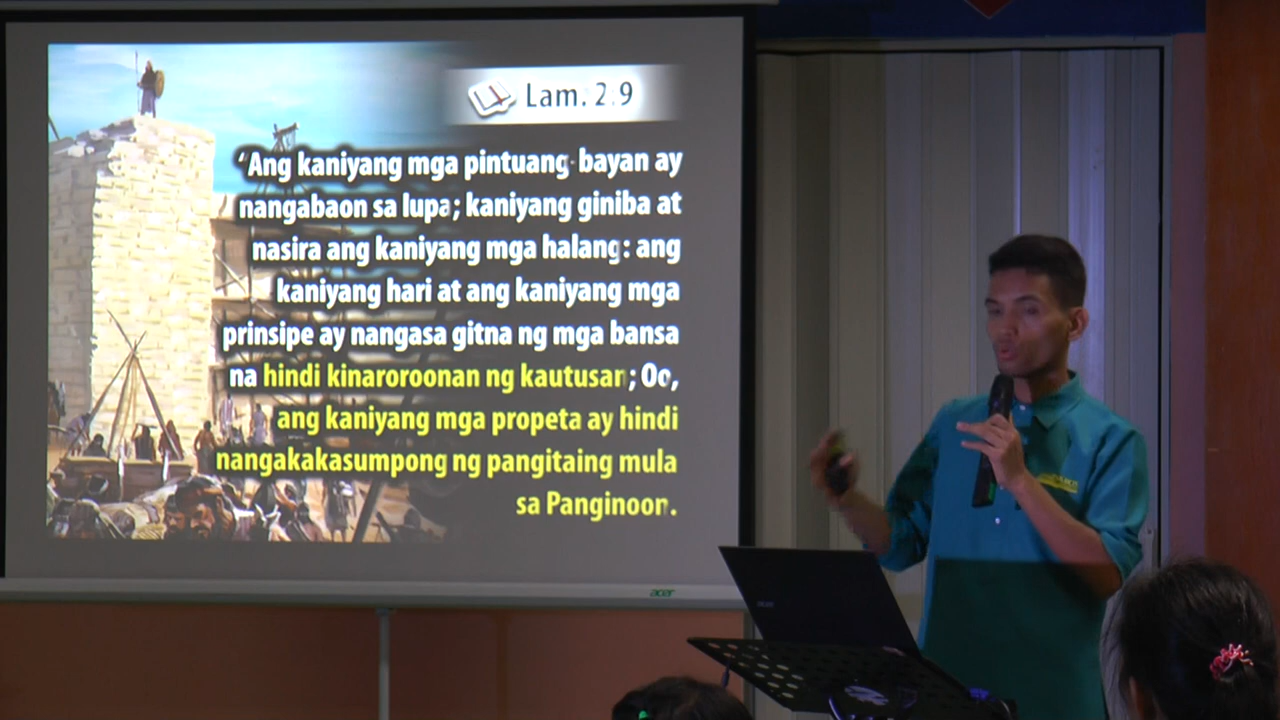 Lam. 2:9
“Ang kaniyang mga pintuang-bayan ay
nangabaon sa lupa; kaniyang giniba at
nasira ang kaniyang mga halang: ang
kaniyang hari at ang kaniyang mga
prinsipe ay nangasa gitna ng mga bansa
na hindi kinaroroonan ng kautusan; Oo,
ang kaniyang mga propeta ay hindi
nangakakasumpong ng pangitaing mula
sa Panginoon.
acer